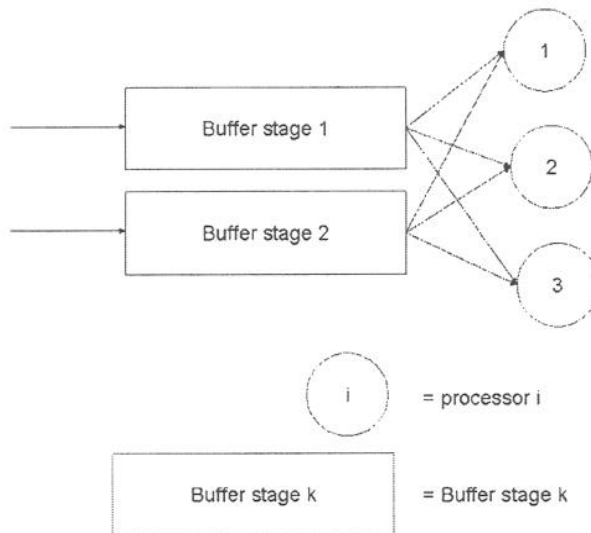 1
Buffer stage 1
2
Buffer stage 2
3
i
= processor i
Buffer stage k
= Buffer stage k